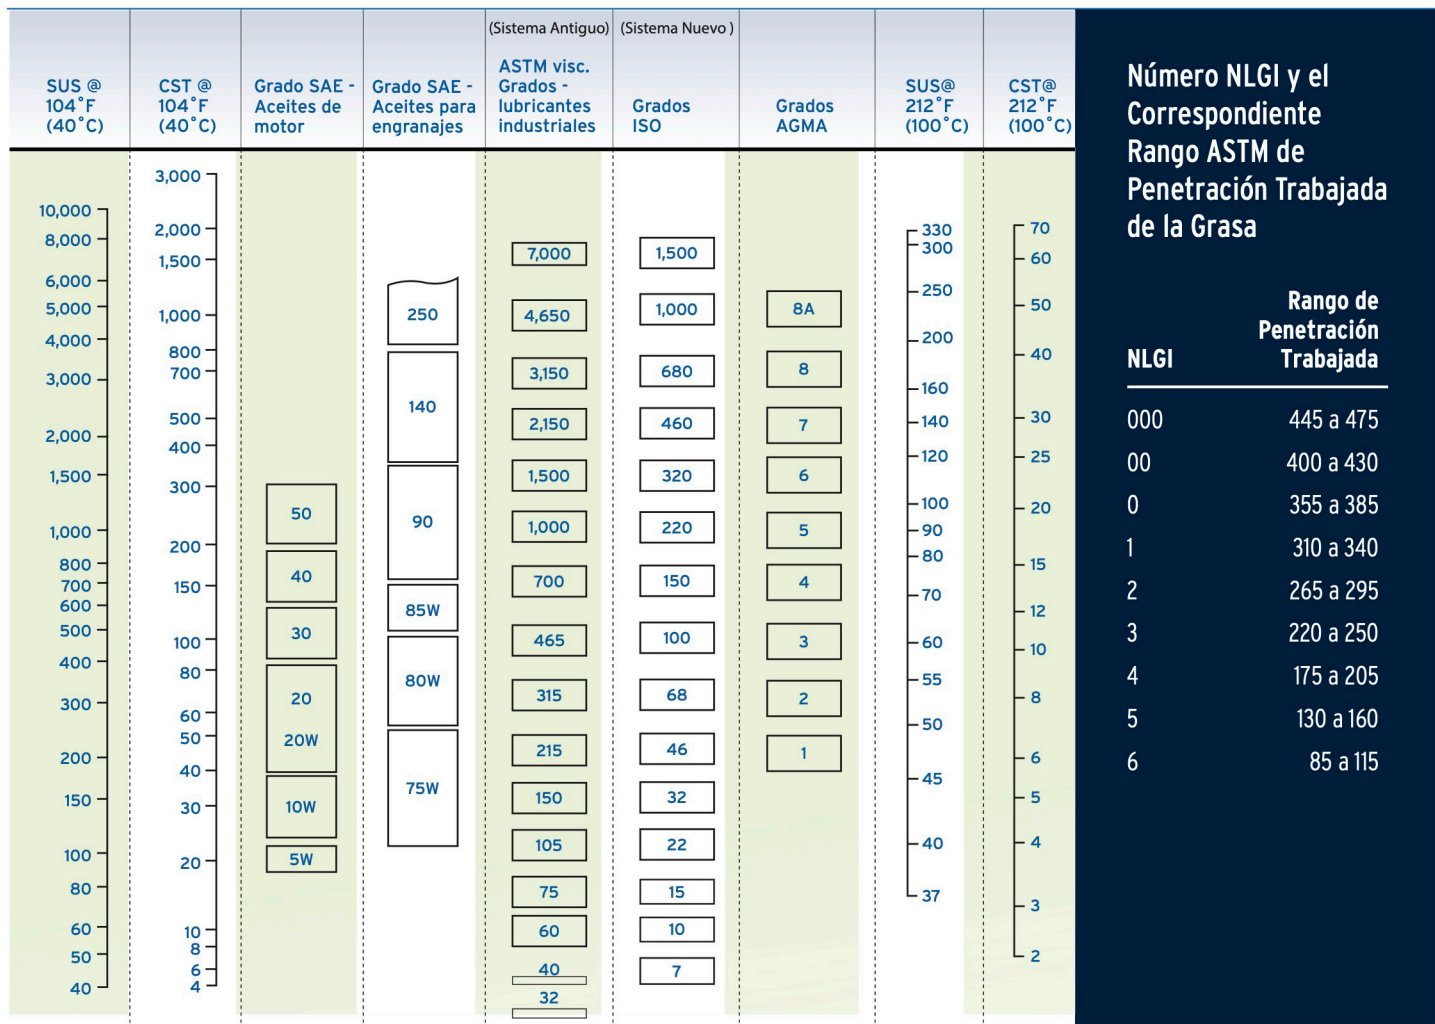 (Sistema Antiguo)
(Sistema Nuevo )
SUS @
104°F
(40°C)
CST @
104°F
(40°C)
Grado SAE -
Aceites de
motor
Grado SAE -
Aceites para
engranajes
ASTM visc.
Grados -
lubricantes
industriales
Grados
ISO
Grados
AGMA
SUS@
212°F
(100°C)
CST@
212°F
(100°C)
10,000
8,000
6,000
5,000
4,000
3,000
2,000
1,500
1,000
800
700
600
500
400
300
200
150
100
80
60
50
40
3,000
2,000
1,500
1,000
800
700
500
400
300
200
150
100
80
60
50
40
30
20
10
8
6
4
50
40
30
20
20W
10W
5W
250
140
90
85W
80W
75W
7,000
4,650
3,150
2,150
1,500
1,000
700
465
315
215
150
105
75
60
40
32
1,500
1,000
680
460
320
220
150
100
68
46
32
22
15
10
7
8A
8
7
6
5
4
3
2
1
330
300
250
200
160
140
120
100
90
80
70
60
55
50
45
40
37
70
60
50
40
30
25
20
15
12
10
8
6
5
4
3
2
Número NLGI y el
Correspondiente
Rango ASTM de
Penetración Trabajada
de la Grasa
NLGI
Rango de
Penetración
Trabajada
000 445 a 475
00 400 a 430
0 355 a 385
1 310 a 340
2 265 a 295
3 220 a 250
4 175 a 205
5 130 a 160
6 85 a 115